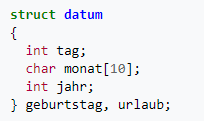 struct datum
{
  int tag;
  char monat[10];
  int jahr;
} geburtstag, urlaub;